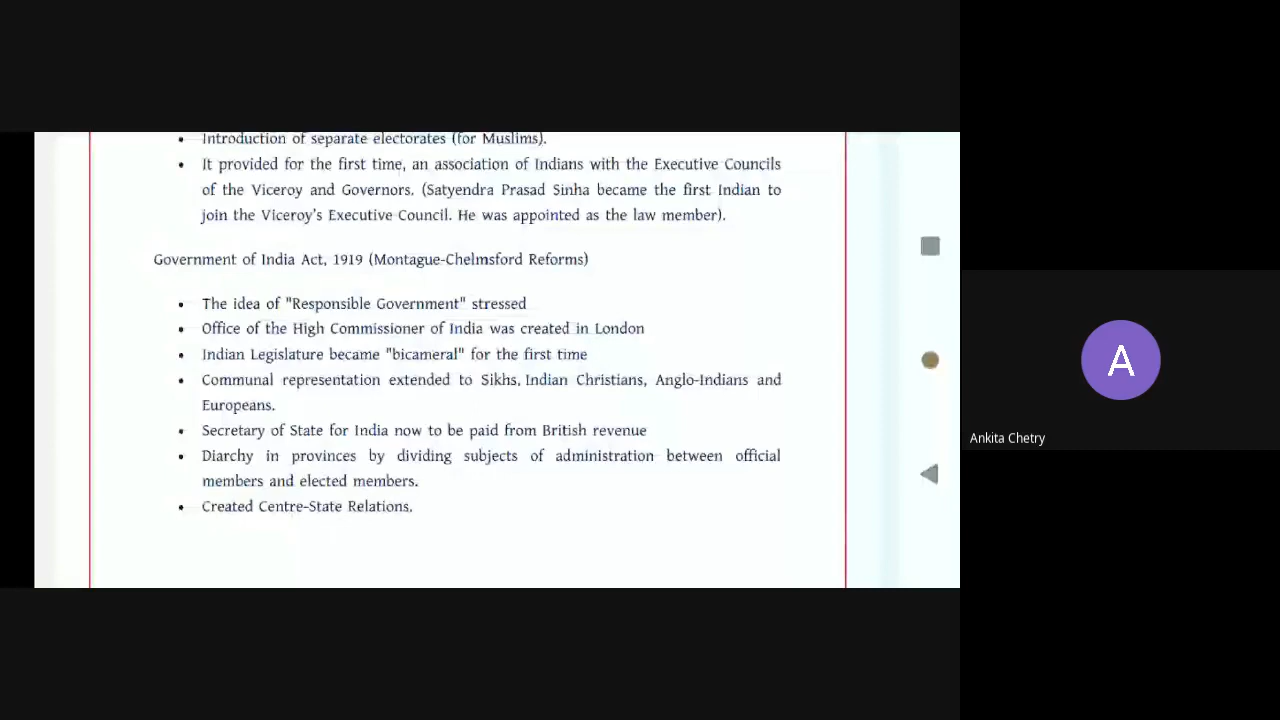 Introduction of separate electorates (for Muslims).
It provided for the first time, an association of Indians with the Executive Councils
of the Viceroy and Governors. (Satyendra Prasad Sinha became the first Indian to
join the Viceroy's Executive Council. He was appointed as the law member).
Government of India Act, 1919 (Montague-Chelmsford Reforms)
The idea of "Responsible Government" stressed
Office of the High Commissioner of India was created in London
Indian Legislature became "bicameral" for the first time
Communal representation extended to Sikhs, Indian Christians, Anglo-Indians and
Europeans.
Secretary of State for India now to be paid from British revenue
Diarchy in provinces by dividing subjects of administration between official
members and elected members.
Created Centre-State Relations.
A
Ankita Chetry